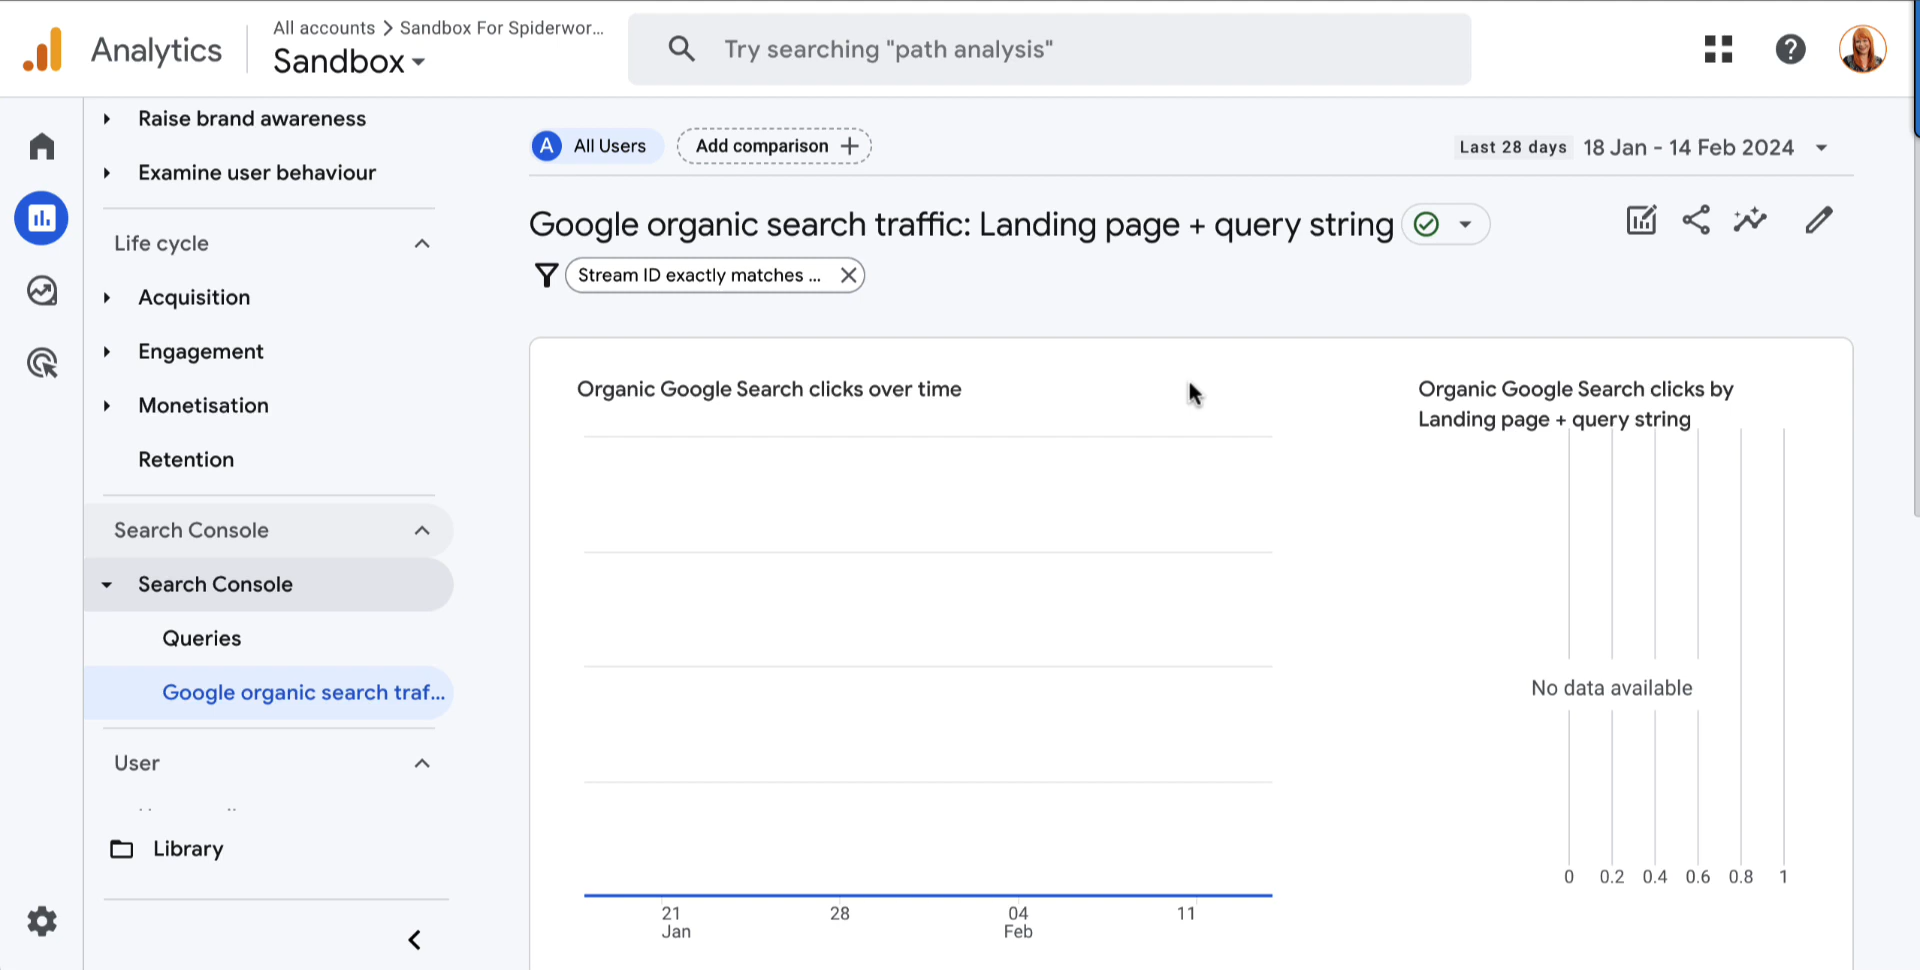 Analytics
All accounts > Sandbox For Spiderwor...
Sandbox
Try searching "path analysis"
Raise brand awareness
Examine user behaviour
Life cycle
Acquisition
Engagement
Monetisation
Retention
Search Console
Search Console
Queries
Google organic search traf...
User
Library
A All Users
Add comparison +
Last 28 days 18 Jan - 14 Feb 2024
Google organic search traffic: Landing page + query string
Stream ID exactly matches ...
Organic Google Search clicks over time
21
Jan
28
04
Feb
11
Organic Google Search clicks by
Landing page + query string
No data available
0 0.2 0.4 0.6 0.8 1